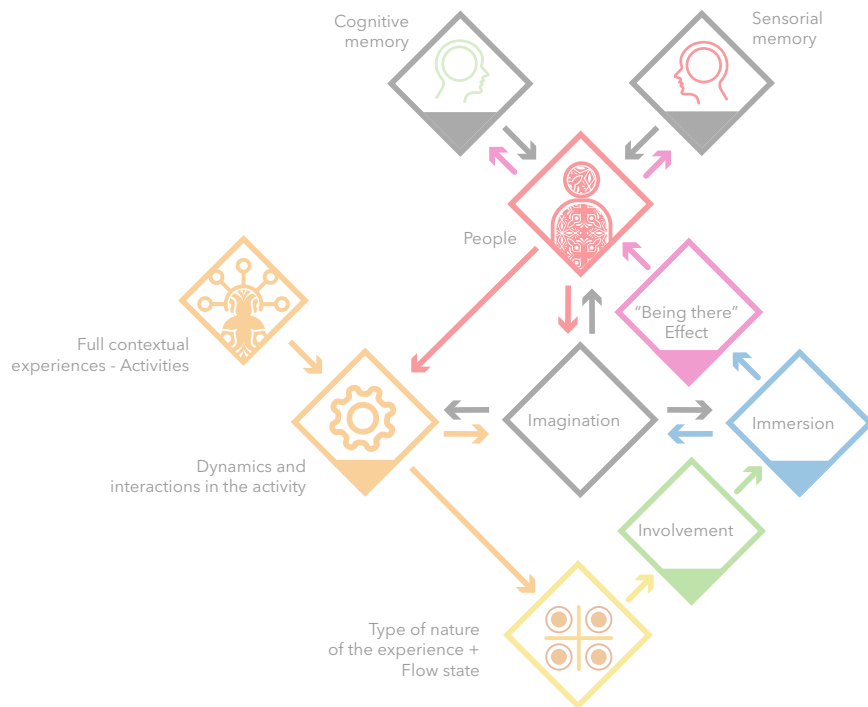 Cognitive
memory
Sensorial
memory
People
“Being there”
Effect
Full contextual
experiences - Activities
Imagination
Immersion
Dynamics and
interactions in the activity
Involvement
Type of nature
of the experience +
Flow state